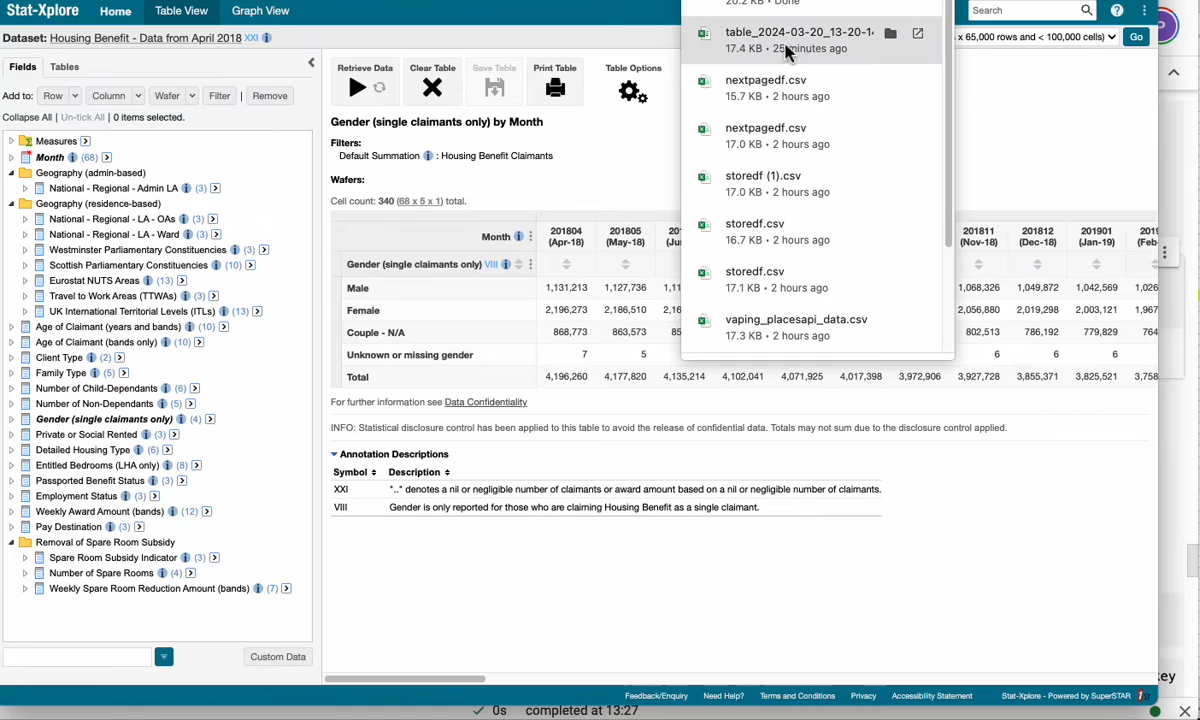 Stat-Xplore Home Table View Graph View Search
Dataset: Housing Benefit - Data from April 2018 XXI
x 65,000 rows and < 100,000 cells) Go
Fields Tables
Add to: Row Column Wafer Filter Remove
Collapse All | Un-tick All | 0 items selected.
Measures
Month (68)
Geography (admin-based)
National - Regional - Admin LA (3)
Geography (residence-based)
National - Regional - LA - OAs (3)
National - Regional - LA - Ward (3)
Westminster Parliamentary Constituencies (3)
Scottish Parliamentary Constituencies (10)
Eurostat NUTS Areas (13)
Travel to Work Areas (TTWAs) (3)
UK International Territorial Levels (ITLs) (13)
Age of Claimant (years and bands) (10)
Age of Claimant (bands only) (10)
Client Type (2)
Family Type (5)
Number of Child-Dependants (6)
Number of Non-Dependants (5)
Gender (single claimants only) (4)
Private or Social Rented (3)
Detailed Housing Type (6)
Entitled Bedrooms (LHA only) (8)
Passported Benefit Status (3)
Employment Status (3)
Weekly Award Amount (bands) (12)
Pay Destination (3)
Removal of Spare Room Subsidy
Spare Room Subsidy Indicator (3)
Number of Spare Rooms (4)
Weekly Spare Room Reduction Amount (bands) (7)
Custom Data
Retrieve Data Clear Table Save Table Print Table Table Options
Gender (single claimants only) by Month
Filters:
Default Summation : Housing Benefit Claimants
Wafers:
Cell count: 340 (68 x 5 x 1) total.
Month 201804 201805 201811 201812 201901
(Apr-18) (May-18) (Nov-18) (Dec-18) (Jan-19)
Gender (single claimants only) VIII
Male 1,131,213 1,127,736 1,068,326 1,049,872 1,042,569
Female 2,196,273 2,186,510 2,056,880 2,019,298 2,003,121
Couple - N/A 868,773 863,573 802,513 786,192 779,829
Unknown or missing gender 7 5 6 6 6
Total 4,196,260 4,177,820 4,135,214 4,102,041 4,071,925 4,017,398 3,972,906 3,927,728 3,855,371 3,825,521
For further information see Data Confidentiality
INFO: Statistical disclosure control has been applied to this table to avoid the release of confidential data. Totals may not sum due to the disclosure control applied.
Annotation Descriptions
Symbol Description
XXI ".." denotes a nil or negligible number of claimants or award amount based on a nil or negligible number of claimants.
VIII Gender is only reported for those who are claiming Housing Benefit as a single claimant.
20.2 KB • Done
table_2024-03-20_13-20-1
17.4 KB • 25 minutes ago
nextpagedf.csv
15.7 KB • 2 hours ago
nextpagedf.csv
17.0 KB • 2 hours ago
storedf (1).csv
17.0 KB • 2 hours ago
storedf.csv
16.7 KB • 2 hours ago
storedf.csv
17.1 KB • 2 hours ago
vaping_placesapi_data.csv
17.3 KB • 2 hours ago
key
Feedback/Enquiry Need Help? Terms and Conditions Privacy Accessibility Statement Stat-Xplore - Powered by SuperSTAR
0s completed at 13:27